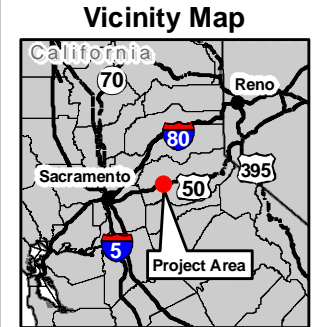 Vicinity Map
California
70
Reno
80
Sacramento
50
395
5
Project Area